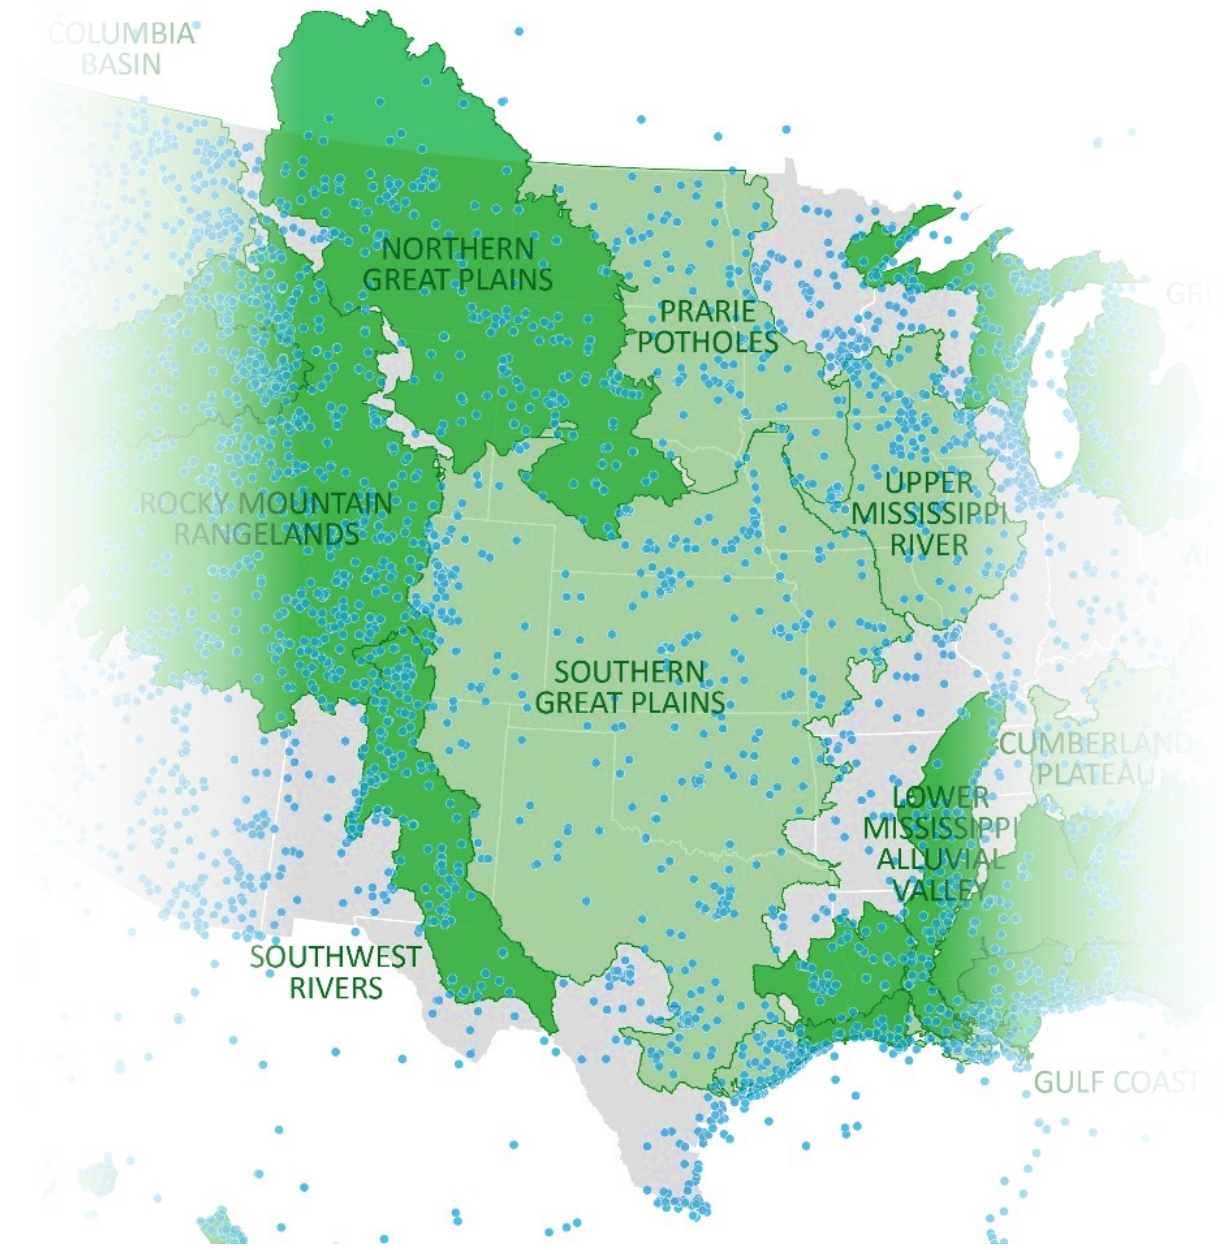 COLUMBIA
BASIN
NORTHERN
GREAT PLAINS
PRARIE
POTHOLES
ROCKY MOUNTAIN
RANGELANDS
UPPER
MISSISSIPPI
RIVER
SOUTHERN
GREAT PLAINS
CUMBERLAND
PLATEAU
LOWER
MISSISSIPPI
ALLUVIAL
VALLEY
SOUTHWEST
RIVERS
GULF COAST